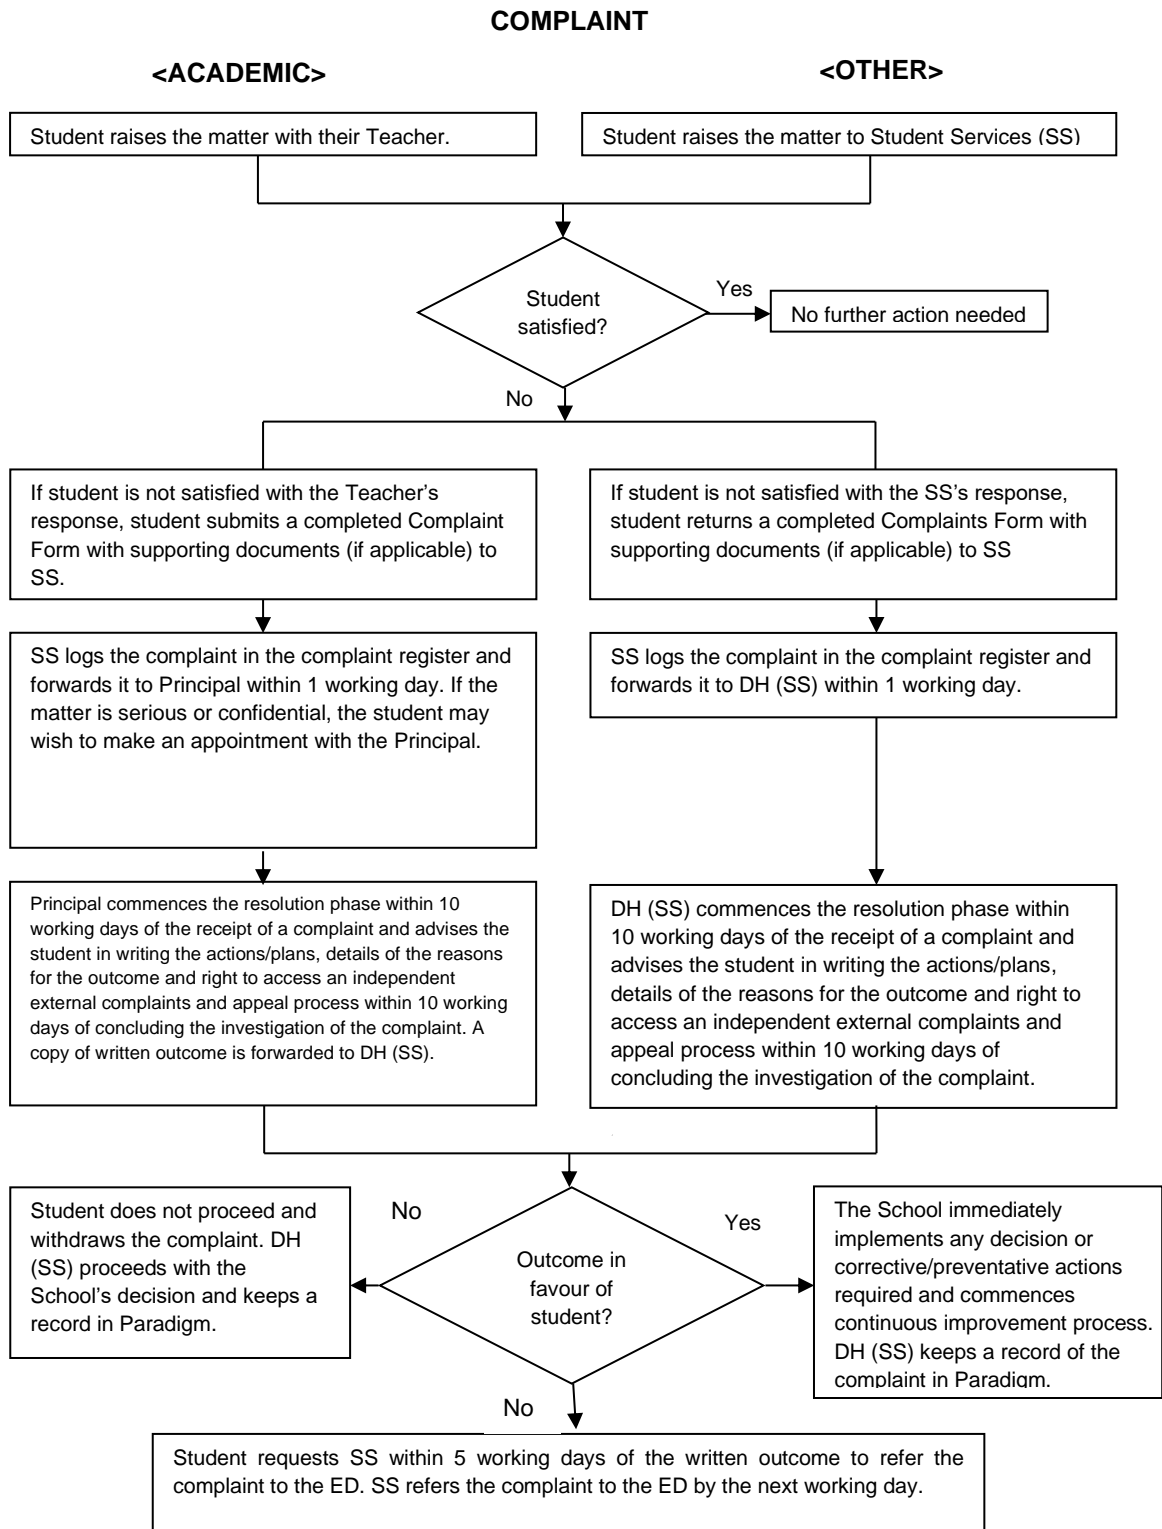 COMPLAINT
<ACADEMIC>
<OTHER>
Student raises the matter with their Teacher.
Student raises the matter to Student Services (SS)
Student
satisfied?
Yes
No further action needed
No
If student is not satisfied with the Teacher's
response, student submits a completed Complaint
Form with supporting documents (if applicable) to
SS.
If student is not satisfied with the SS's response,
student returns a completed Complaints Form with
supporting documents (if applicable) to SS
SS logs the complaint in the complaint register and
forwards it to Principal within 1 working day. If the
matter is serious or confidential, the student may
wish to make an appointment with the Principal.
SS logs the complaint in the complaint register and
forwards it to DH (SS) within 1 working day.
Principal commences the resolution phase within 10
working days of the receipt of a complaint and advises the
student in writing the actions/plans, details of the reasons
for the outcome and right to access an independent
external complaints and appeal process within 10 working
days of concluding the investigation of the complaint. A
copy of written outcome is forwarded to DH (SS).
DH (SS) commences the resolution phase within
10 working days of the receipt of a complaint and
advises the student in writing the actions/plans,
details of the reasons for the outcome and right to
access an independent external complaints and
appeal process within 10 working days of
concluding the investigation of the complaint.
Student does not proceed and
withdraws the complaint. DH
(SS) proceeds with the
School's decision and keeps a
record in Paradigm.
No
Outcome in
favour of
student?
Yes
The School immediately
implements any decision or
corrective/preventative actions
required and commences
continuous improvement process.
DH (SS) keeps a record of the
complaint in Paradigm.
No
Student requests SS within 5 working days of the written outcome to refer the
complaint to the ED. SS refers the complaint to the ED by the next working day.